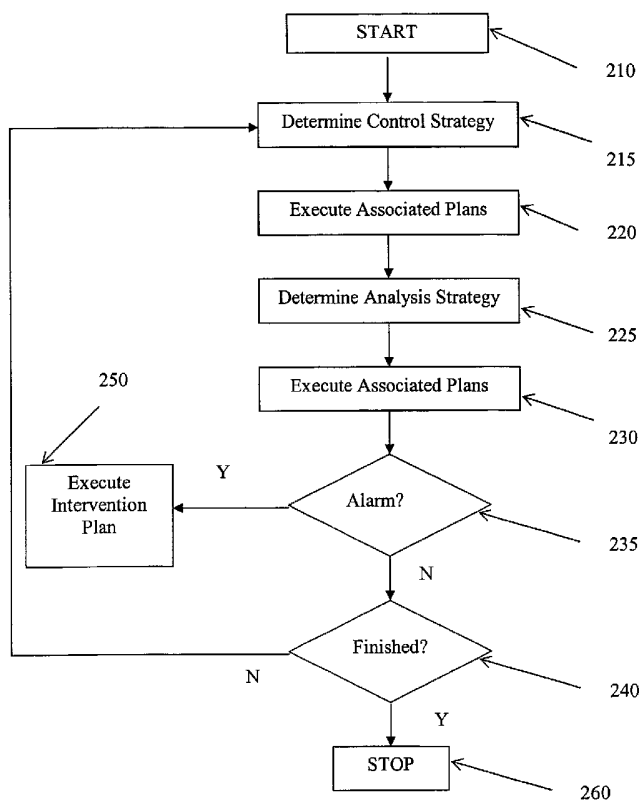 START
210
Determine Control Strategy
215
Execute Associated Plans
220
Determine Analysis Strategy
225
Execute Associated Plans
230
250
Execute
Intervention
Plan
Y
Alarm?
235
N
Finished?
240
N
Y
STOP
260